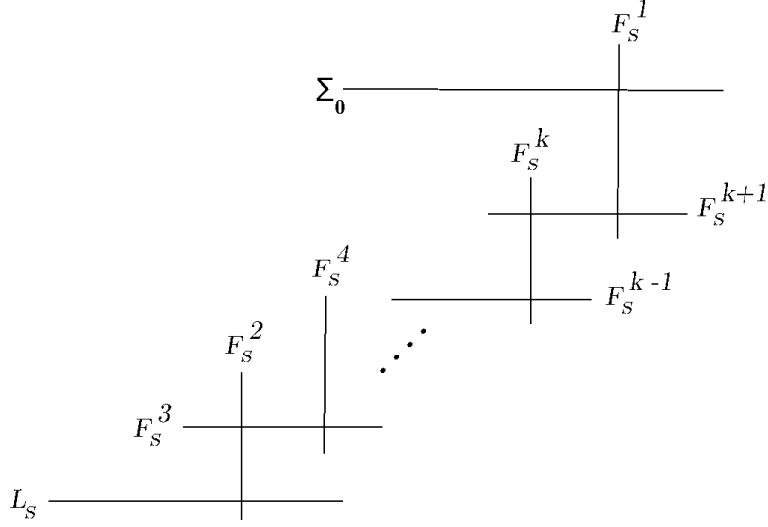 F_s^1
Σ_0
F_s^k
F_s^{k+1}
F_s^4
F_s^{k-1}
F_s^2
F_s^3
L_s